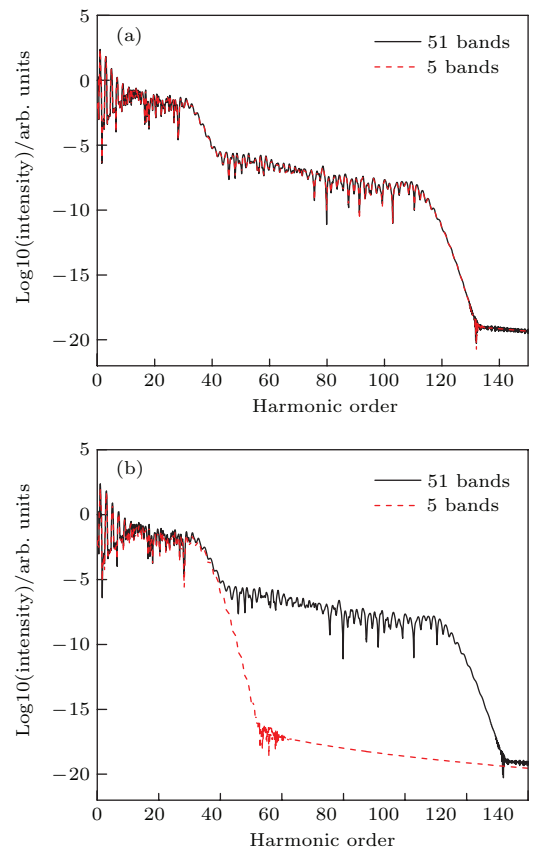 (a)
51 bands
5 bands
5
0
−5
−10
−15
−20
Log10(intensity)/arb. units
0 20 40 60 80 100 120 140
Harmonic order
(b)
51 bands
5 bands
5
0
−5
−10
−15
−20
Log10(intensity)/arb. units
0 20 40 60 80 100 120 140
Harmonic order